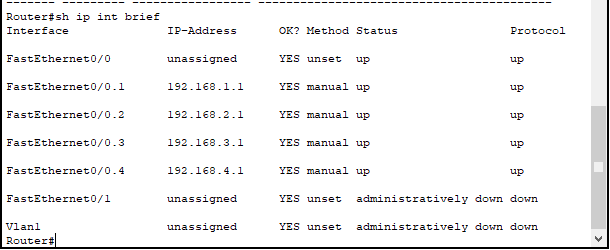 Router#sh ip int brief
Interface IP-Address OK? Method Status Protocol
FastEthernet0/0 unassigned YES unset up up
FastEthernet0/0.1 192.168.1.1 YES manual up up
FastEthernet0/0.2 192.168.2.1 YES manual up up
FastEthernet0/0.3 192.168.3.1 YES manual up up
FastEthernet0/0.4 192.168.4.1 YES manual up up
FastEthernet0/1 unassigned YES unset administratively down down
Vlan1 unassigned YES unset administratively down down
Router#